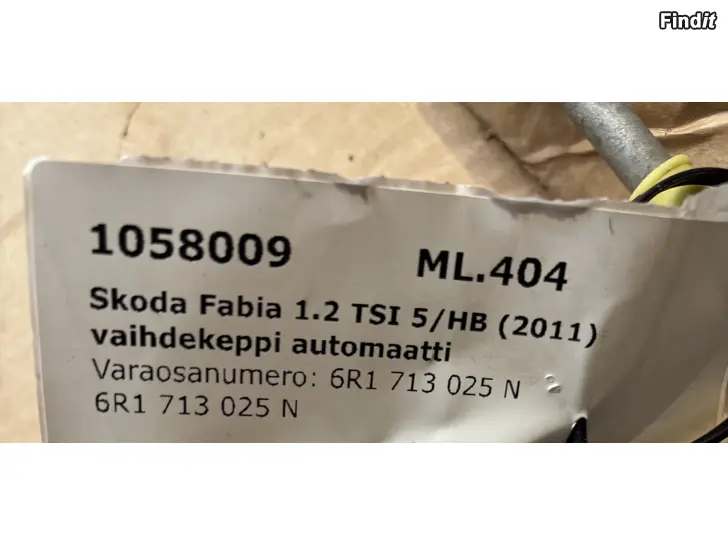 Findit
1058009 ML.404
Skoda Fabia 1.2 TSI 5/HB (2011)
vaihdekeppi automaatti
Varaosanumero: 6R1 713 025 N
6R1 713 025 N